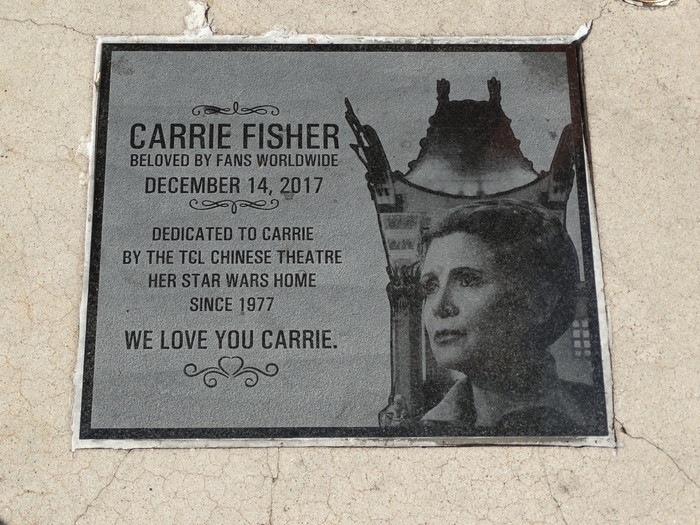 CARRIE FISHER
BELOVED BY FANS WORLDWIDE
DECEMBER 14, 2017
DEDICATED TO CARRIE
BY THE TCL CHINESE THEATRE
HER STAR WARS HOME
SINCE 1977
WE LOVE YOU CARRIE.